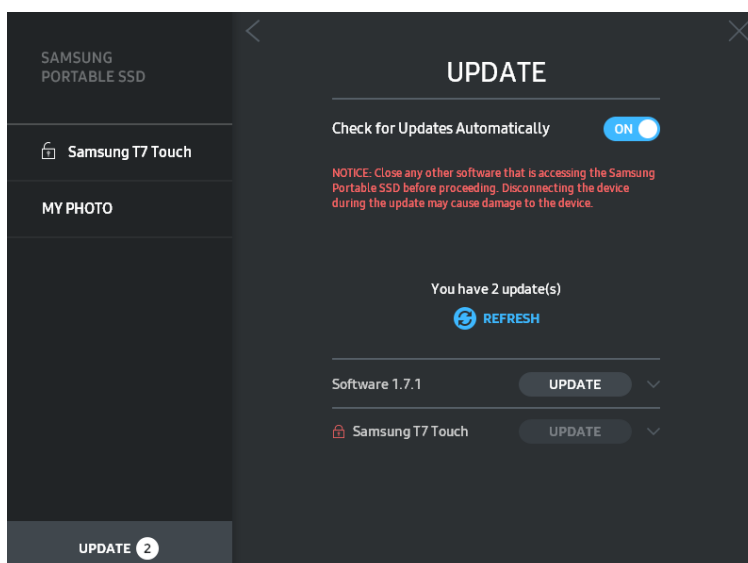 SAMSUNG
PORTABLE SSD
Samsung T7 Touch
MY PHOTO
UPDATE 2
UPDATE
Check for Updates Automatically ON
NOTICE: Close any other software that is accessing the Samsung
Portable SSD before proceeding. Disconnecting the device
during the update may cause damage to the device.
You have 2 update(s)
REFRESH
Software 1.7.1 UPDATE
Samsung T7 Touch UPDATE